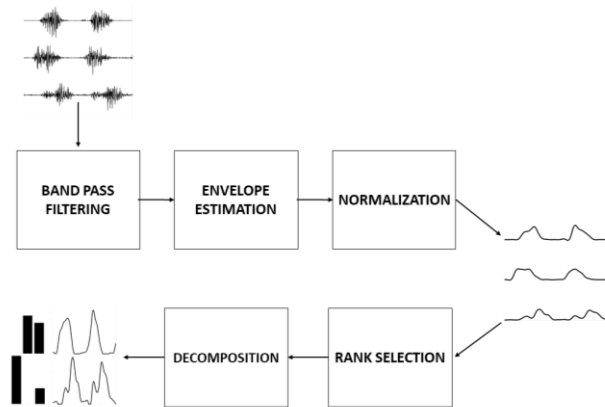 BAND PASS
FILTERING
ENVELOPE
ESTIMATION
NORMALIZATION
DECOMPOSITION
RANK SELECTION